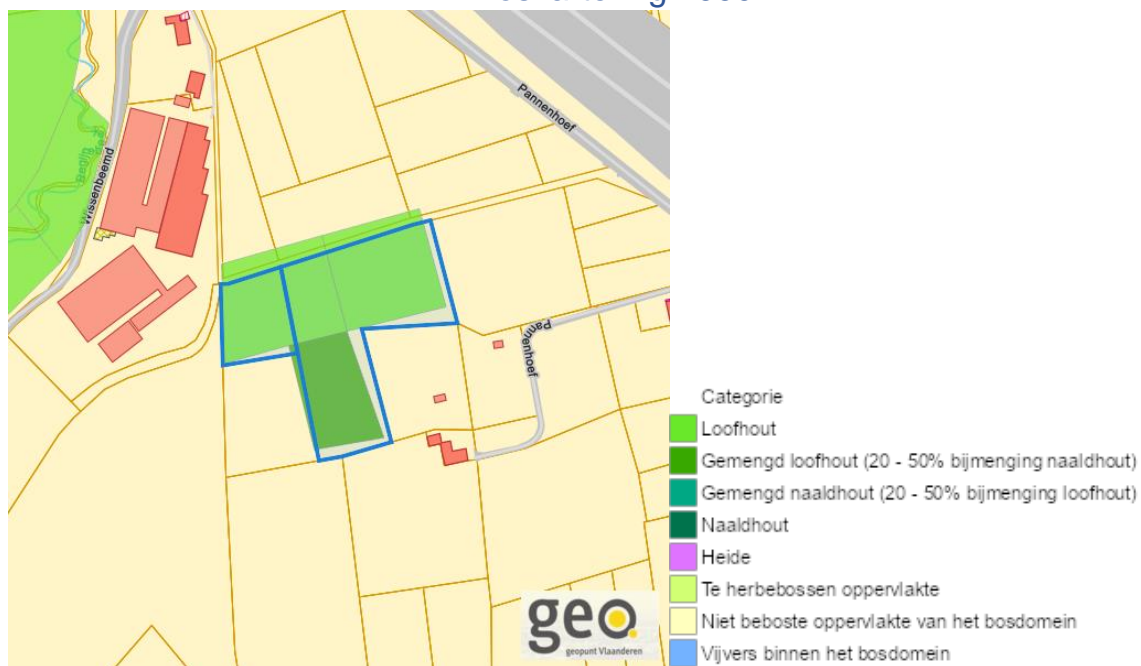 Wissenbeemd
Pannenhoef
Pannenhoef
Categorie
Loofhout
Gemengd loofhout (20 - 50% bijmenging naaldhout)
Gemengd naaldhout (20 - 50% bijmenging loofhout)
Naaldhout
Heide
Te herbebossen oppervlakte
Niet beboste oppervlakte van het bosdomein
Vijvers binnen het bosdomein
geo.
geopunt Vlaanderen